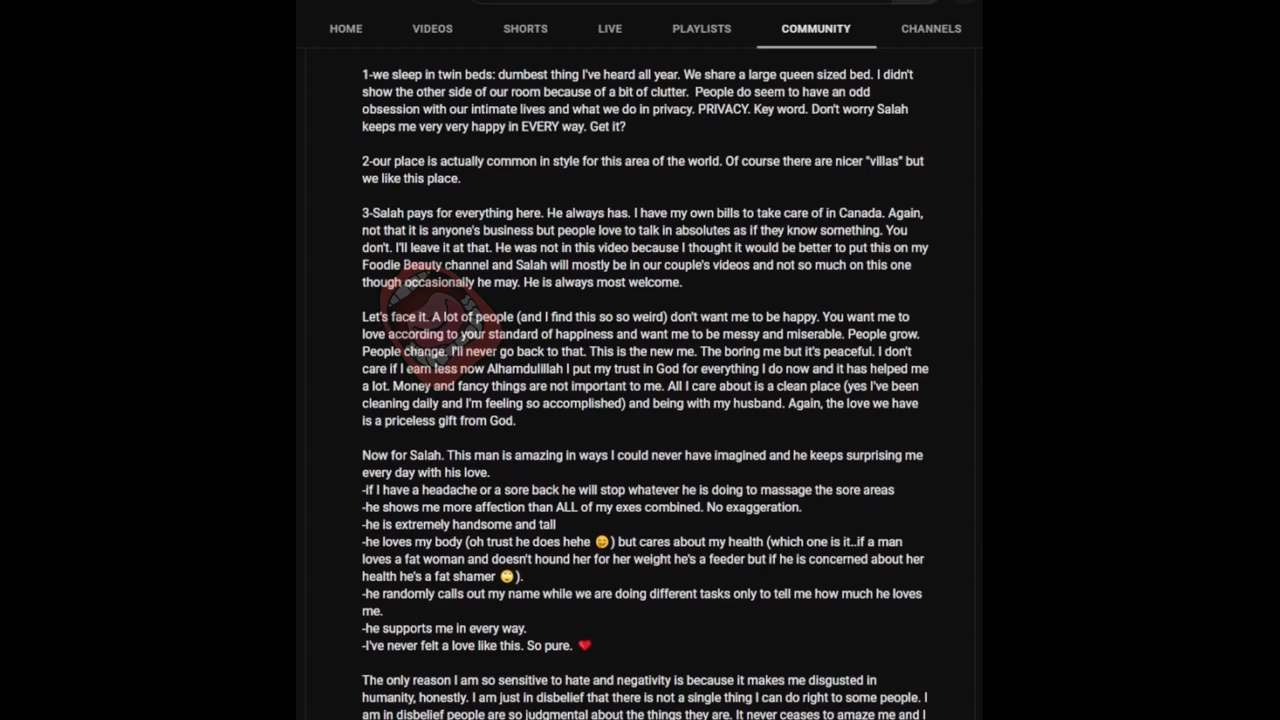 HOME VIDEOS SHORTS LIVE PLAYLISTS COMMUNITY CHANNELS
1-we sleep in twin beds: dumbest thing I've heard all year. We share a large queen sized bed. I didn't
show the other side of our room because of a bit of clutter. People do seem to have an odd
obsession with our intimate lives and what we do in privacy. PRIVACY. Key word. Don't worry Salah
keeps me very very happy in EVERY way. Get it?
2-our place is actually common in style for this area of the world. Of course there are nicer "villas" but
we like this place.
3-Salah pays for everything here. He always has. I have my own bills to take care of in Canada. Again,
not that it is anyone's business but people love to talk in absolutes as if they know something. You
don't. I'll leave it at that. He was not in this video because I thought it would be better to put this on my
Foodie Beauty channel and Salah will mostly be in our couple's videos and not so much on this one
though occasionally he may. He is always most welcome.
Let's face it. A lot of people (and I find this so so weird) don't want me to be happy. You want me to
love according to your standard of happiness and want me to be messy and miserable. People grow.
People change. I'll never go back to that. This is the new me. The boring me but it's peaceful. I don't
care if I earn less now Alhamdulillah I put my trust in God for everything I do now and it has helped me
a lot. Money and fancy things are not important to me. All I care about is a clean place (yes I've been
cleaning daily and I'm feeling so accomplished) and being with my husband. Again, the love we have
is a priceless gift from God.
Now for Salah. This man is amazing in ways I could never have imagined and he keeps surprising me
every day with his love.
-if I have a headache or a sore back he will stop whatever he is doing to massage the sore areas
-he shows me more affection than ALL of my exes combined. No exaggeration.
-he is extremely handsome and tall
-he loves my body (oh trust he does hehe 😊) but cares about my health (which one is it..if a man
loves a fat woman and doesn't hound her for her weight he's a feeder but if he is concerned about her
health he's a fat shamer 🙄).
-he randomly calls out my name while we are doing different tasks only to tell me how much he loves
me.
-he supports me in every way.
-I've never felt a love like this. So pure. ❤️
The only reason I am so sensitive to hate and negativity is because it makes me disgusted in
humanity, honestly. I am just in disbelief that there is not a single thing I can do right to some people. I
am in disbelief people are so judgmental about the things they are. It never ceases to amaze me and I